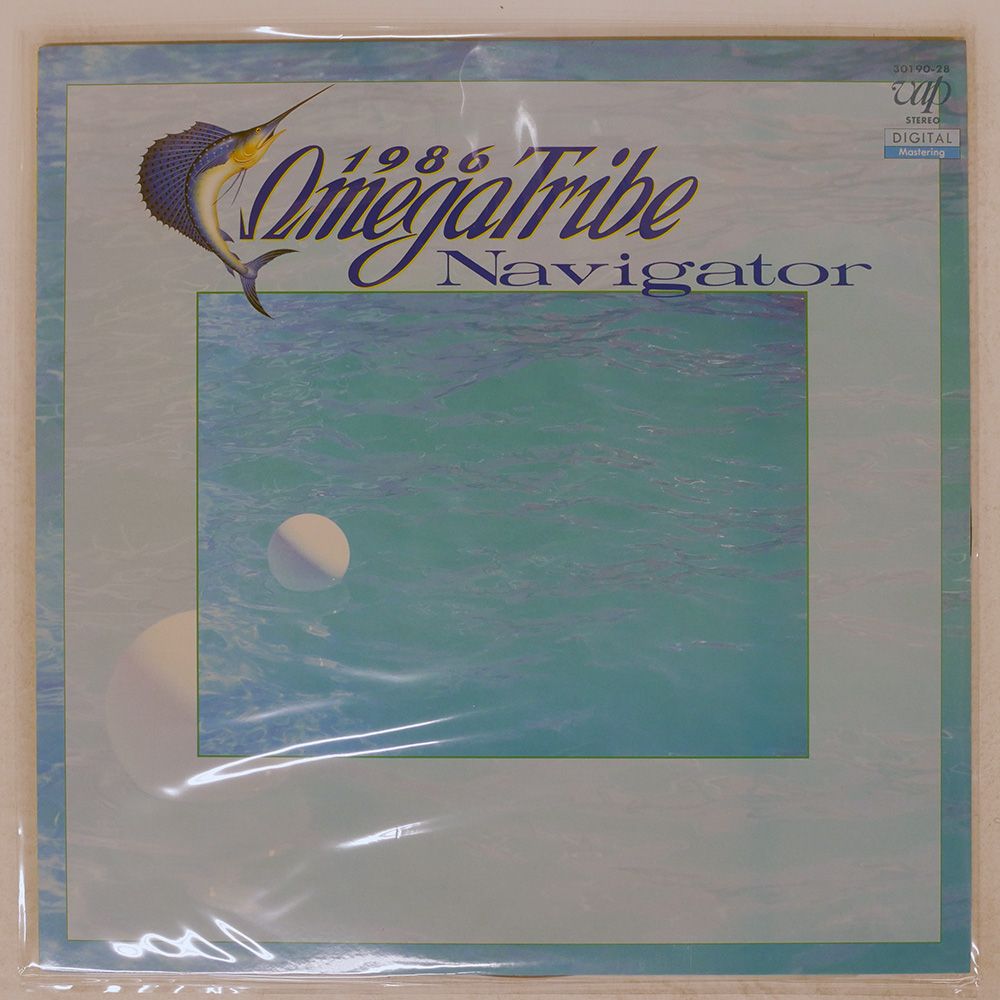 30190-28
vap
STEREO
DIGITAL
Mastering
1986
OmegaTribe
Navigator